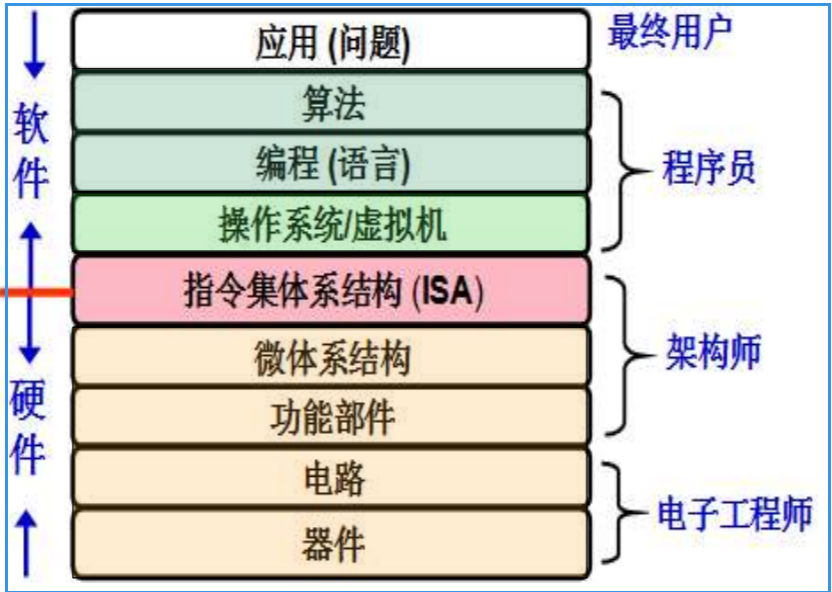 应用 (问题)
最终用户
算法
编程 (语言)
操作系统/虚拟机
程序员
软件
指令集体系结构 (ISA)
微体系结构
功能部件
架构师
硬件
电路
器件
电子工程师